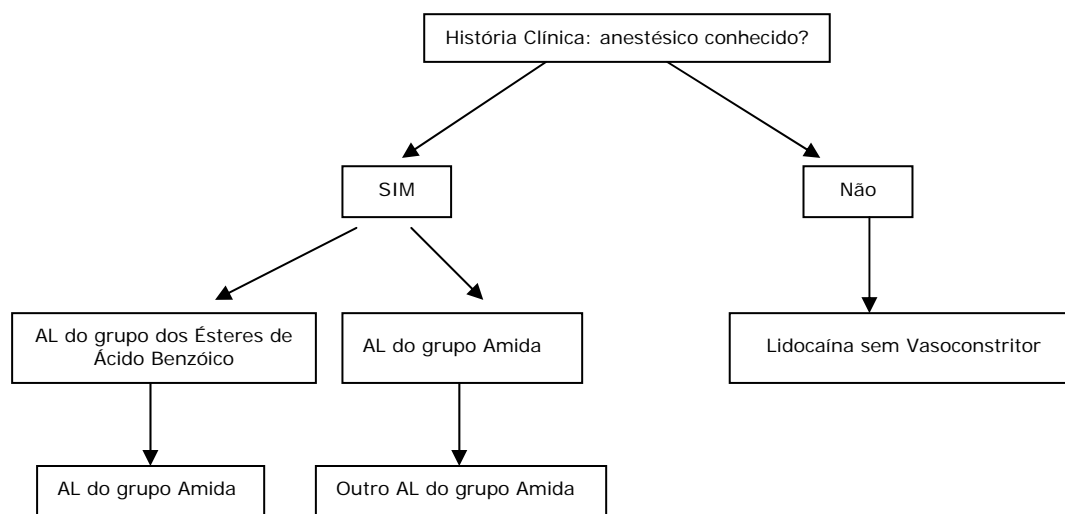 História Clínica: anestésico conhecido?
SIM
Não
AL do grupo dos Ésteres de
Ácido Benzóico
AL do grupo Amida
Lidocaína sem Vasoconstritor
AL do grupo Amida
Outro AL do grupo Amida